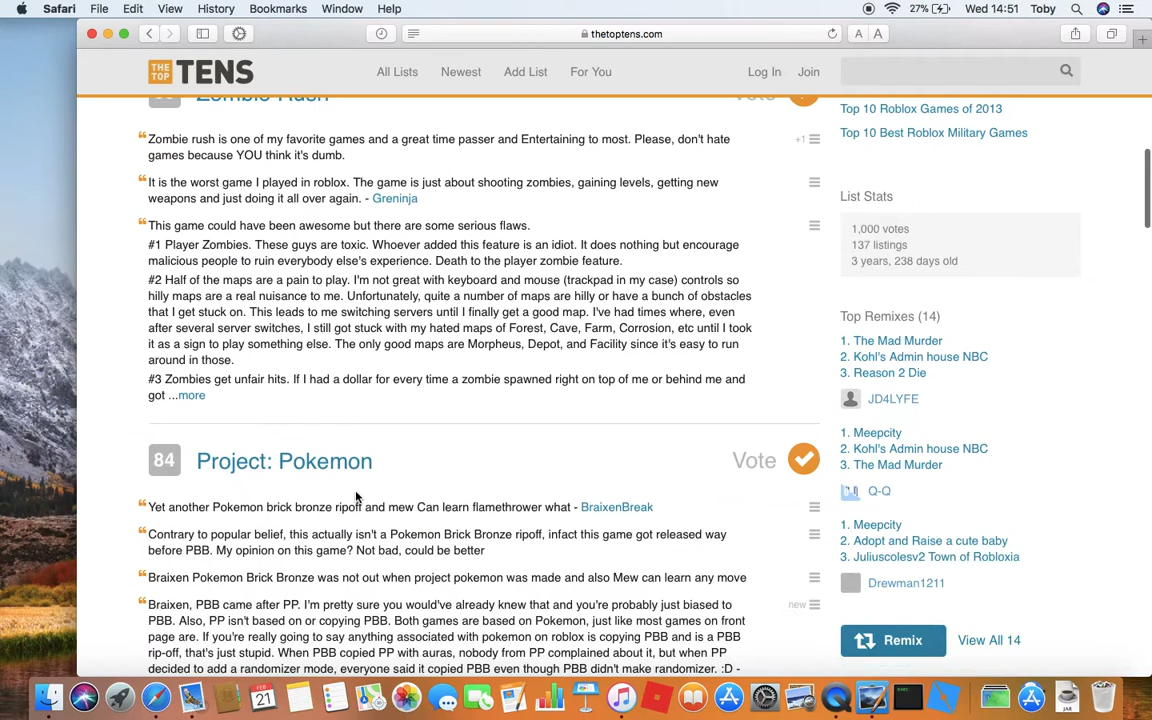 Safari File Edit View History Bookmarks Window Help 27% Wed 14:51 Toby
thetoptens.com A A
THE TOP TENS All Lists Newest Add List For You Log In Join
Zombie Rush Vote
Zombie rush is one of my favorite games and a great time passer and Entertaining to most. Please, don't hate +1
games because YOU think it's dumb.
It is the worst game I played in roblox. The game is just about shooting zombies, gaining levels, getting new
weapons and just doing it all over again. - Greninja
This game could have been awesome but there are some serious flaws.
#1 Player Zombies. These guys are toxic. Whoever added this feature is an idiot. It does nothing but encourage
malicious people to ruin everybody else's experience. Death to the player zombie feature.
#2 Half of the maps are a pain to play. I'm not great with keyboard and mouse (trackpad in my case) controls so
hilly maps are a real nuisance to me. Unfortunately, quite a number of maps are hilly or have a bunch of obstacles
that I get stuck on. This leads to me switching servers until I finally get a good map. I've had times where, even
after several server switches, I still got stuck with my hated maps of Forest, Cave, Farm, Corrosion, etc until I took
it as a sign to play something else. The only good maps are Morpheus, Depot, and Facility since it's easy to run
around in those.
#3 Zombies get unfair hits. If I had a dollar for every time a zombie spawned right on top of me or behind me and
got ...more
84 Project: Pokemon Vote
Yet another Pokemon brick bronze ripoff and mew Can learn flamethrower what - BraixenBreak
Contrary to popular belief, this actually isn't a Pokemon Brick Bronze ripoff, infact this game got released way
before PBB. My opinion on this game? Not bad, could be better
Braixen Pokemon Brick Bronze was not out when project pokemon was made and also Mew can learn any move
Braixen, PBB came after PP. I'm pretty sure you would've already knew that and you're probably just biased to new
PBB. Also, PP isn't based on or copying PBB. Both games are based on Pokemon, just like most games on front
page are. If you're really going to say anything associated with pokemon on roblox is copying PBB and is a PBB
rip-off, that's just stupid. When PBB copied PP with auras, nobody from PP complained about it, but when PP
decided to add a randomizer mode, everyone said it copied PBB even though PBB didn't make randomizer. :D -
Top 10 Roblox Games of 2013
Top 10 Best Roblox Military Games
List Stats
1,000 votes
137 listings
3 years, 238 days old
Top Remixes (14)
1. The Mad Murder
2. Kohl's Admin house NBC
3. Reason 2 Die
JD4LYFE
1. Meepcity
2. Kohl's Admin house NBC
3. The Mad Murder
Q-Q
1. Meepcity
2. Adopt and Raise a cute baby
3. Juliuscolesv2 Town of Robloxia
Drewman1211
Remix View All 14
FEB
21
JAR